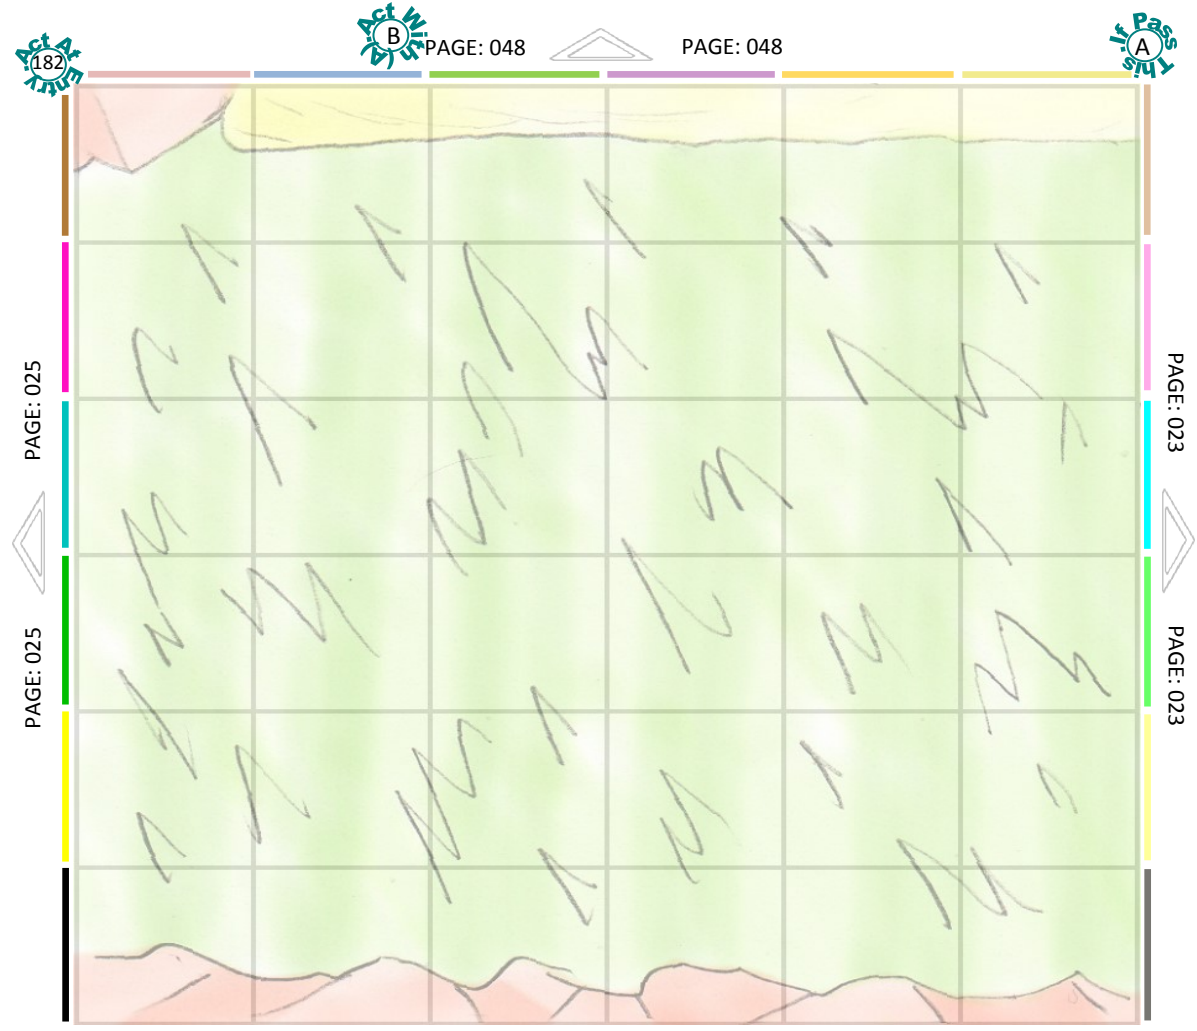 Act At Entry
182
Act With (A)
B
PAGE: 048
PAGE: 048
If Pass This.
A
PAGE: 025
PAGE: 025
PAGE: 023
PAGE: 023